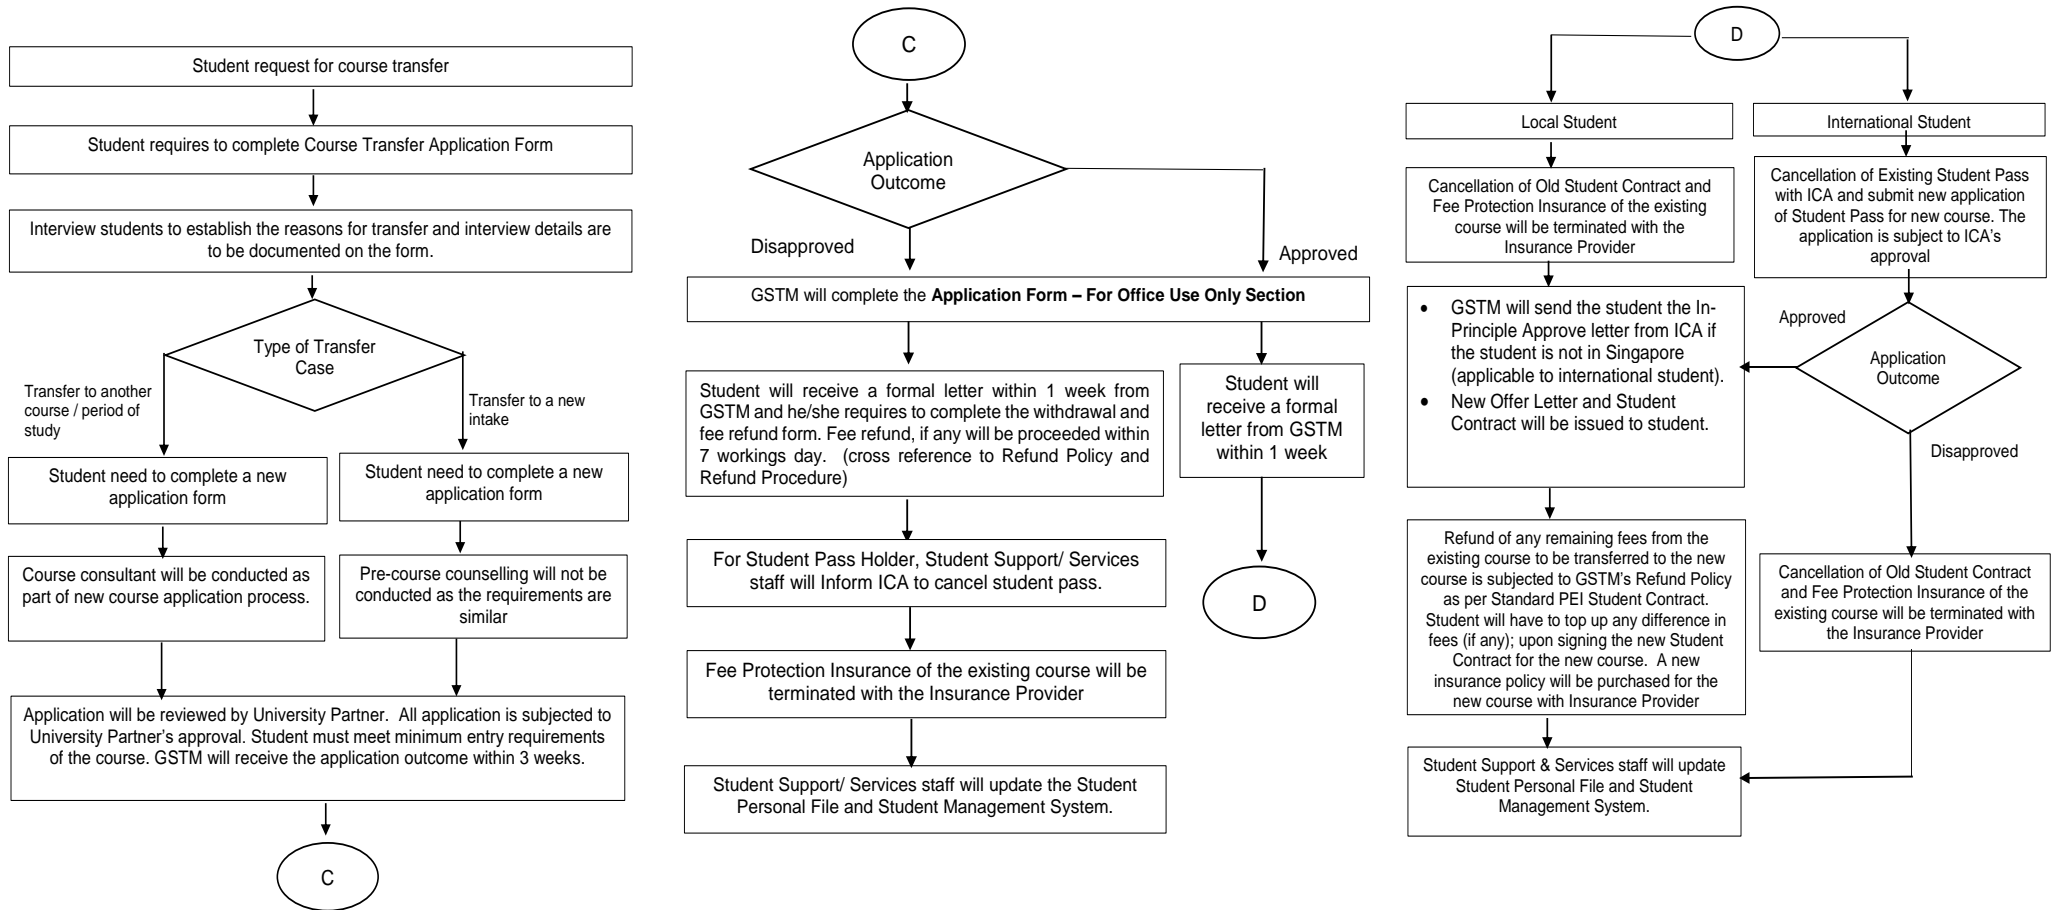 Student request for course transfer
Student requires to complete Course Transfer Application Form
Interview students to establish the reasons for transfer and interview details are
to be documented on the form.
Type of Transfer
Case
Transfer to another
course / period of
study
Transfer to a new
intake
Student need to complete a new
application form
Student need to complete a new
application form
Course consultant will be conducted as
part of new course application process.
Pre-course counselling will not be
conducted as the requirements are
similar
Application will be reviewed by University Partner.  All application is subjected to
University Partner's approval. Student must meet minimum entry requirements
of the course. GSTM will receive the application outcome within 3 weeks.
C
C
Application
Outcome
Disapproved
Approved
GSTM will complete the Application Form – For Office Use Only Section
Student will receive a formal letter within 1 week from
GSTM and he/she requires to complete the withdrawal and
fee refund form. Fee refund, if any will be proceeded within
7 workings day.  (cross reference to Refund Policy and
Refund Procedure)
Student will
receive a formal
letter from GSTM
within 1 week
For Student Pass Holder, Student Support/ Services
staff will Inform ICA to cancel student pass.
D
Fee Protection Insurance of the existing course will be
terminated with the Insurance Provider
Student Support/ Services staff will update the Student
Personal File and Student Management System.
D
Local Student
International Student
Cancellation of Old Student Contract and
Fee Protection Insurance of the existing
course will be terminated with the
Insurance Provider
Cancellation of Existing Student Pass
with ICA and submit new application
of Student Pass for new course. The
application is subject to ICA's
approval
• GSTM will send the student the In-
Principle Approve letter from ICA if
the student is not in Singapore
(applicable to international student).
• New Offer Letter and Student
Contract will be issued to student.
Approved
Application
Outcome
Disapproved
Refund of any remaining fees from the
existing course to be transferred to the new
course is subjected to GSTM's Refund Policy
as per Standard PEI Student Contract.
Student will have to top up any difference in
fees (if any); upon signing the new Student
Contract for the new course.  A new
insurance policy will be purchased for the
new course with Insurance Provider
Cancellation of Old Student Contract
and Fee Protection Insurance of the
existing course will be terminated with
the Insurance Provider
Student Support & Services staff will update
Student Personal File and Student
Management System.